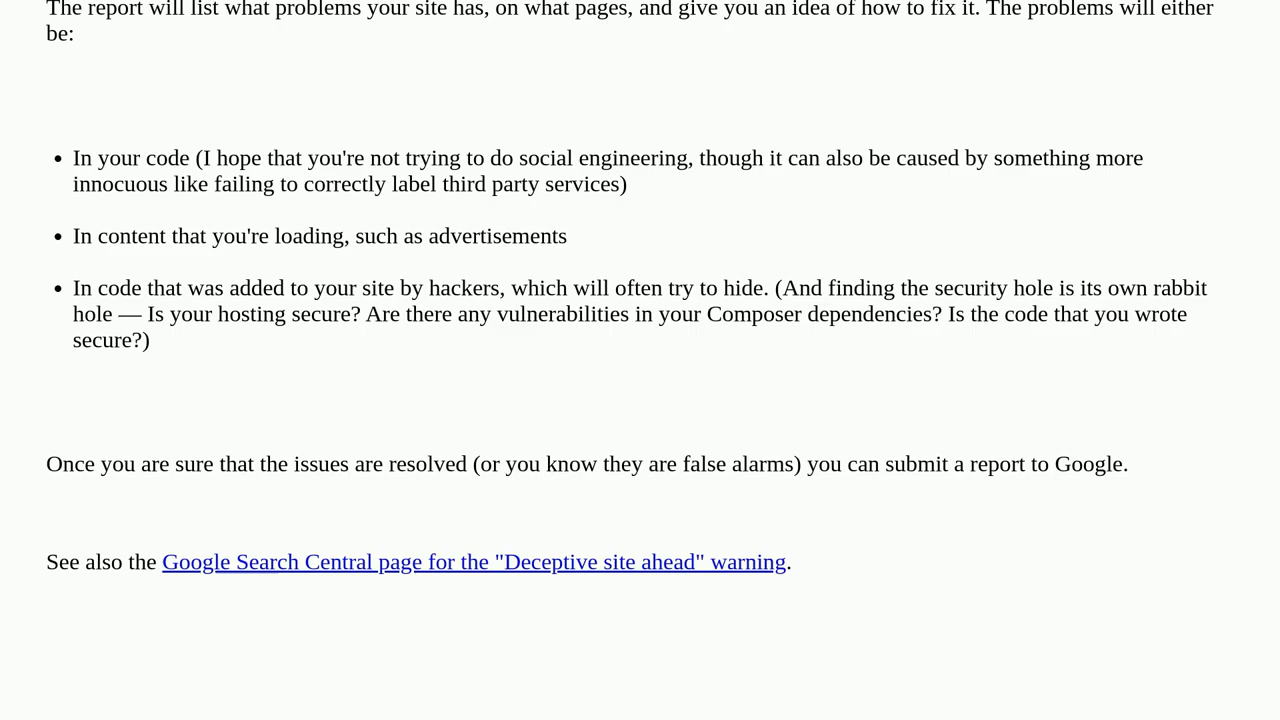 The report will list what problems your site has, on what pages, and give you an idea of how to fix it. The problems will either
be:
In your code (I hope that you're not trying to do social engineering, though it can also be caused by something more
innocuous like failing to correctly label third party services)
In content that you're loading, such as advertisements
In code that was added to your site by hackers, which will often try to hide. (And finding the security hole is its own rabbit
hole — Is your hosting secure? Are there any vulnerabilities in your Composer dependencies? Is the code that you wrote
secure?)
Once you are sure that the issues are resolved (or you know they are false alarms) you can submit a report to Google.
See also the Google Search Central page for the "Deceptive site ahead" warning.